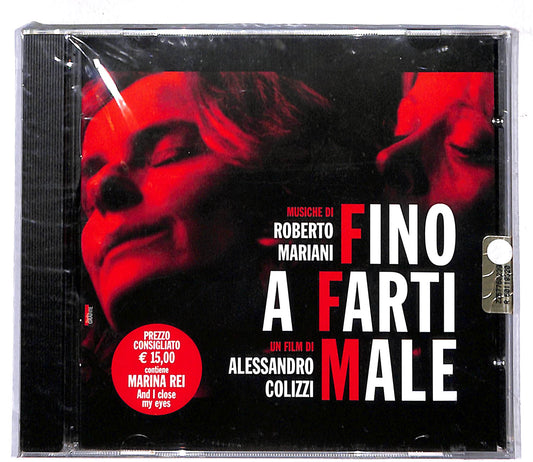 MUSICHE DI
ROBERTO
MARIANI
FINO
A FARTI
MALE
UN FILM DI
ALESSANDRO
COLIZZI
PREZZO
CONSIGLIATO
€ 15,00
contiene
MARINA REI
And I close
my eyes